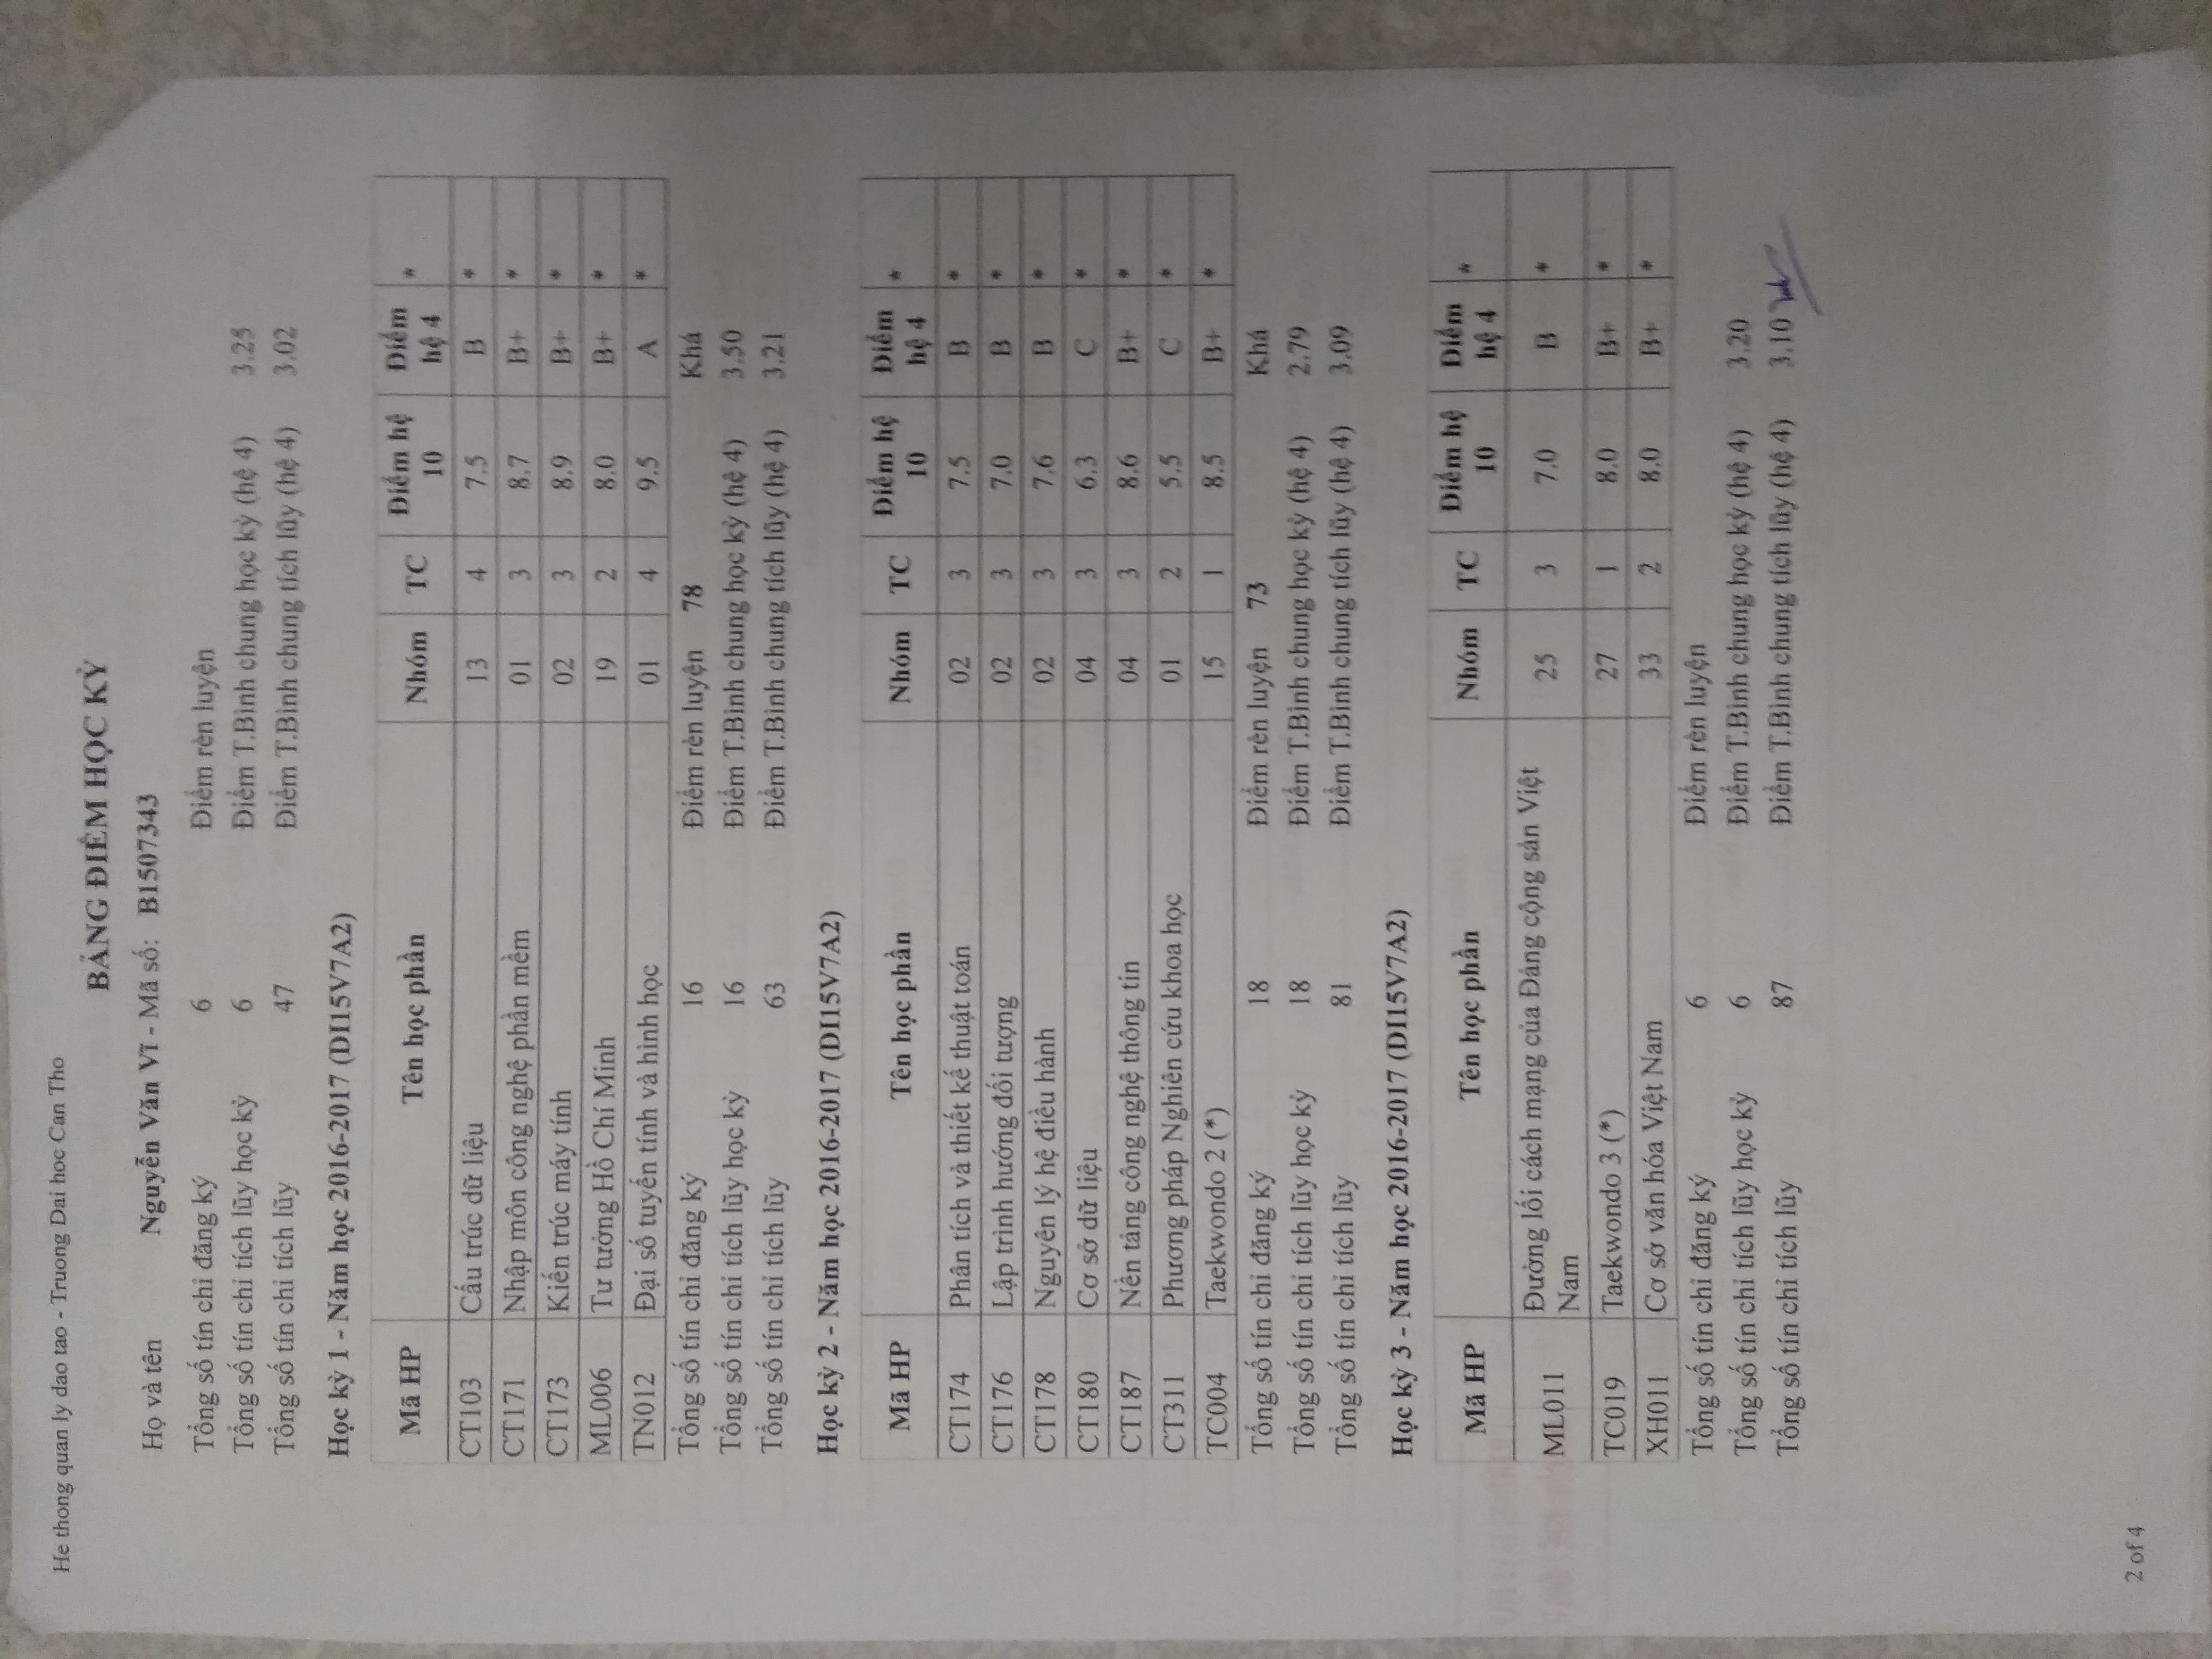 He thong quan ly dao tao - Truong Dai hoc Can Tho
BẢNG ĐIỂM HỌC KỲ
Họ và tên Nguyễn Văn Vĩ - Mã số: B1507343
Tổng số tín chỉ đăng ký 6 Điểm rèn luyện
Tổng số tín chỉ tích lũy học kỳ 6 Điểm T.Bình chung học kỳ (hệ 4) 3.25
Tổng số tín chỉ tích lũy 47 Điểm T.Bình chung tích lũy (hệ 4) 3.02
Học kỳ 1 - Năm học 2016-2017 (DI15V7A2)
Mã HP Tên học phần Nhóm TC Điểm hệ 10 Điểm hệ 4 *
CT103 Cấu trúc dữ liệu 13 4 7.5 B *
CT171 Nhập môn công nghệ phần mềm 01 3 8.7 B+ *
CT173 Kiến trúc máy tính 02 3 8.9 B+ *
ML006 Tư tưởng Hồ Chí Minh 19 2 8.0 B+ *
TN012 Đại số tuyến tính và hình học 01 4 9.5 A *
Tổng số tín chỉ đăng ký 16 Điểm rèn luyện 78 Khá
Tổng số tín chỉ tích lũy học kỳ 16 Điểm T.Bình chung học kỳ (hệ 4) 3.50
Tổng số tín chỉ tích lũy 63 Điểm T.Bình chung tích lũy (hệ 4) 3.21
Học kỳ 2 - Năm học 2016-2017 (DI15V7A2)
Mã HP Tên học phần Nhóm TC Điểm hệ 10 Điểm hệ 4 *
CT174 Phân tích và thiết kế thuật toán 02 3 7.5 B *
CT176 Lập trình hướng đối tượng 02 3 7.0 B *
CT178 Nguyên lý hệ điều hành 02 3 7.6 B *
CT180 Cơ sở dữ liệu 04 3 6.3 C *
CT187 Nền tảng công nghệ thông tin 04 3 8.6 B+ *
CT311 Phương pháp Nghiên cứu khoa học 01 2 5.5 C *
TC004 Taekwondo 2 (*) 15 1 8.5 B+ *
Tổng số tín chỉ đăng ký 18 Điểm rèn luyện 73 Khá
Tổng số tín chỉ tích lũy học kỳ 18 Điểm T.Bình chung học kỳ (hệ 4) 2.79
Tổng số tín chỉ tích lũy 81 Điểm T.Bình chung tích lũy (hệ 4) 3.09
Học kỳ 3 - Năm học 2016-2017 (DI15V7A2)
Mã HP Tên học phần Nhóm TC Điểm hệ 10 Điểm hệ 4 *
ML011 Đường lối cách mạng của Đảng cộng sản Việt Nam 25 3 7.0 B *
TC019 Taekwondo 3 (*) 27 1 8.0 B+ *
XH011 Cơ sở văn hóa Việt Nam 33 2 8.0 B+ *
Tổng số tín chỉ đăng ký 6 Điểm rèn luyện
Tổng số tín chỉ tích lũy học kỳ 6 Điểm T.Bình chung học kỳ (hệ 4) 3.20
Tổng số tín chỉ tích lũy 87 Điểm T.Bình chung tích lũy (hệ 4) 3.10
2 of 4